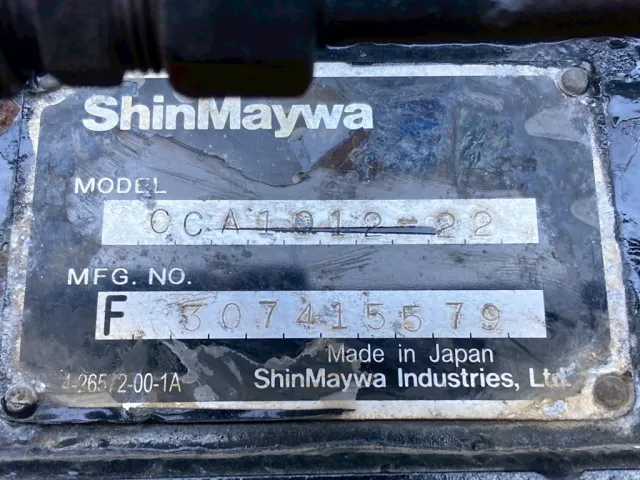 ShinMaywa
MODEL
CCA1012-22
MFG. NO.
F 307415579
Made in Japan
4-26572-00-1A
ShinMaywa Industries, Ltd.